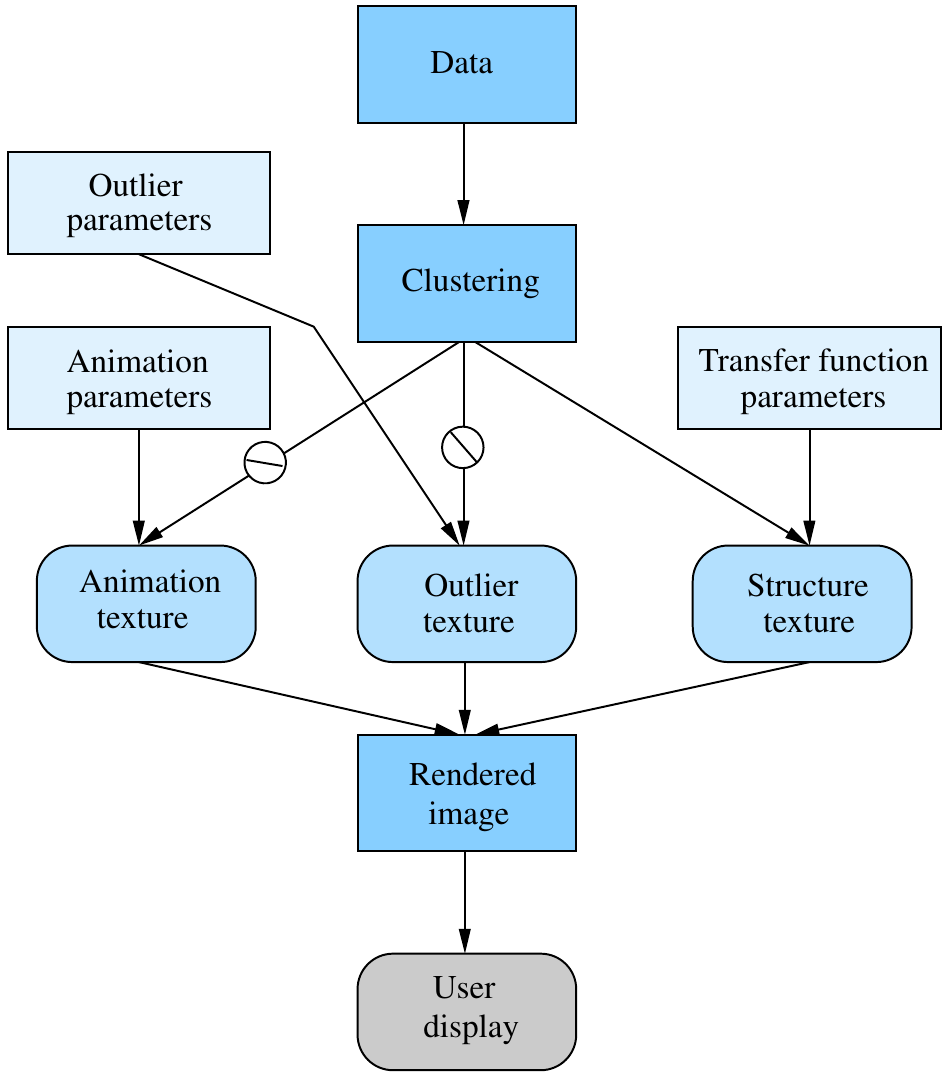 Data
Outlier
parameters
Clustering
Animation
parameters
Transfer function
parameters
Animation
texture
Outlier
texture
Structure
texture
Rendered
image
User
display